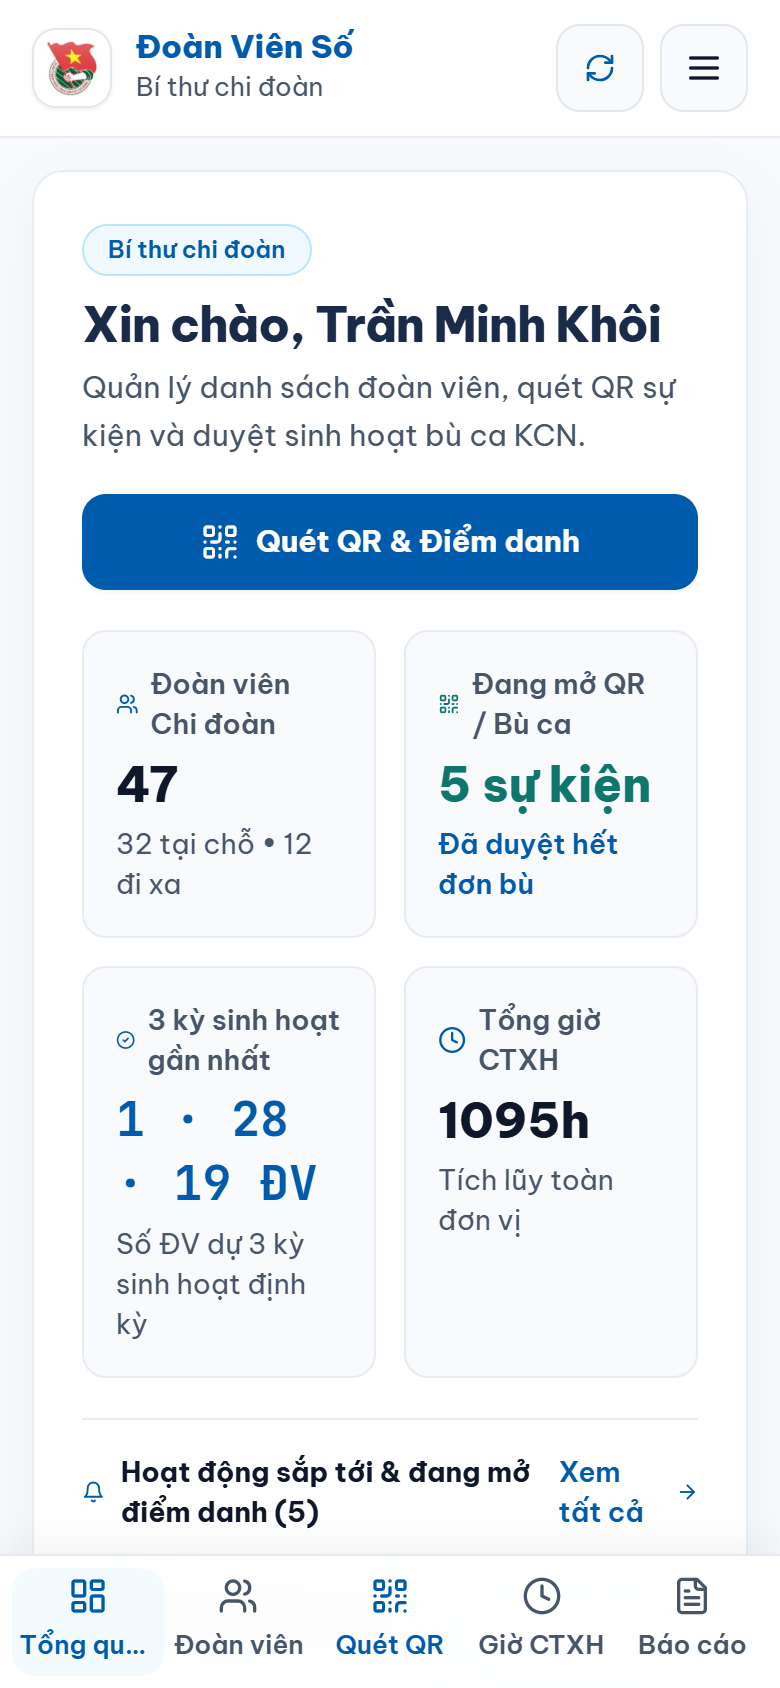 Đoàn Viên Số
Bí thư chi đoàn
Bí thư chi đoàn
Xin chào, Trần Minh Khôi
Quản lý danh sách đoàn viên, quét QR sự
kiện và duyệt sinh hoạt bù ca KCN.
Quét QR & Điểm danh
Đoàn viên
Chi đoàn
47
32 tại chỗ • 12
đi xa
Đang mở QR
/ Bù ca
5 sự kiện
Đã duyệt hết
đơn bù
3 kỳ sinh hoạt
gần nhất
1 · 28
· 19 ĐV
Số ĐV dự 3 kỳ
sinh hoạt định
kỳ
Tổng giờ
CTXH
1095h
Tích lũy toàn
đơn vị
Hoạt động sắp tới & đang mở
điểm danh (5)
Xem
tất cả
Tổng qu...
Đoàn viên
Quét QR
Giờ CTXH
Báo cáo